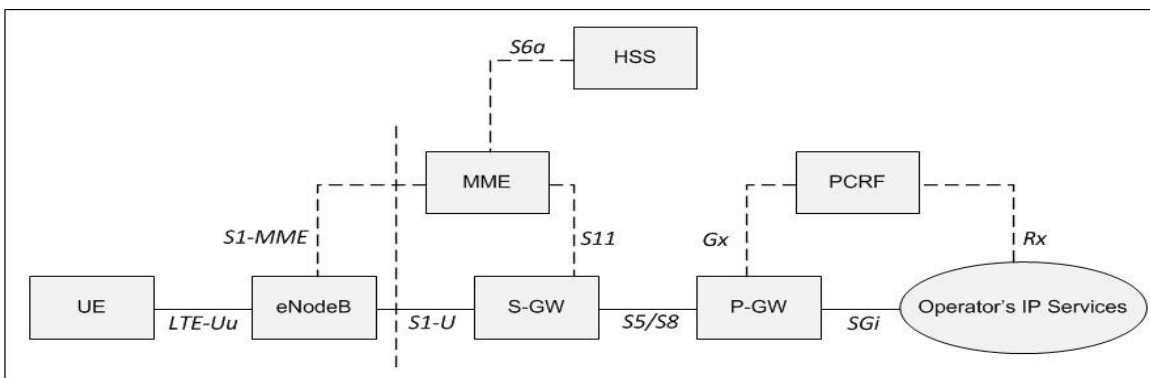 S6a
HSS
MME
PCRF
S1-MME
S11
Gx
Rx
UE
eNodeB
S-GW
P-GW
Operator's IP Services
LTE-Uu
S1-U
S5/S8
SGi